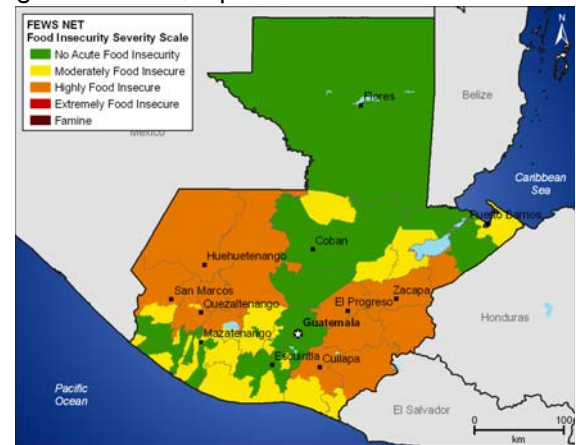 FEWS NET
Food Insecurity Severity Scale
No Acute Food Insecurity
Moderately Food Insecure
Highly Food Insecure
Extremely Food Insecure
Famine
N
Mexico
Flores
Belize
Caribbean
Sea
Puerto Barrios
Coban
Huehuetenango
San Marcos
Quezaltenango
Zacapa
El Progreso
Guatemala
Honduras
Mazatenango
Escuintla
Cuilapa
Pacific
Ocean
El Salvador
0
100
km